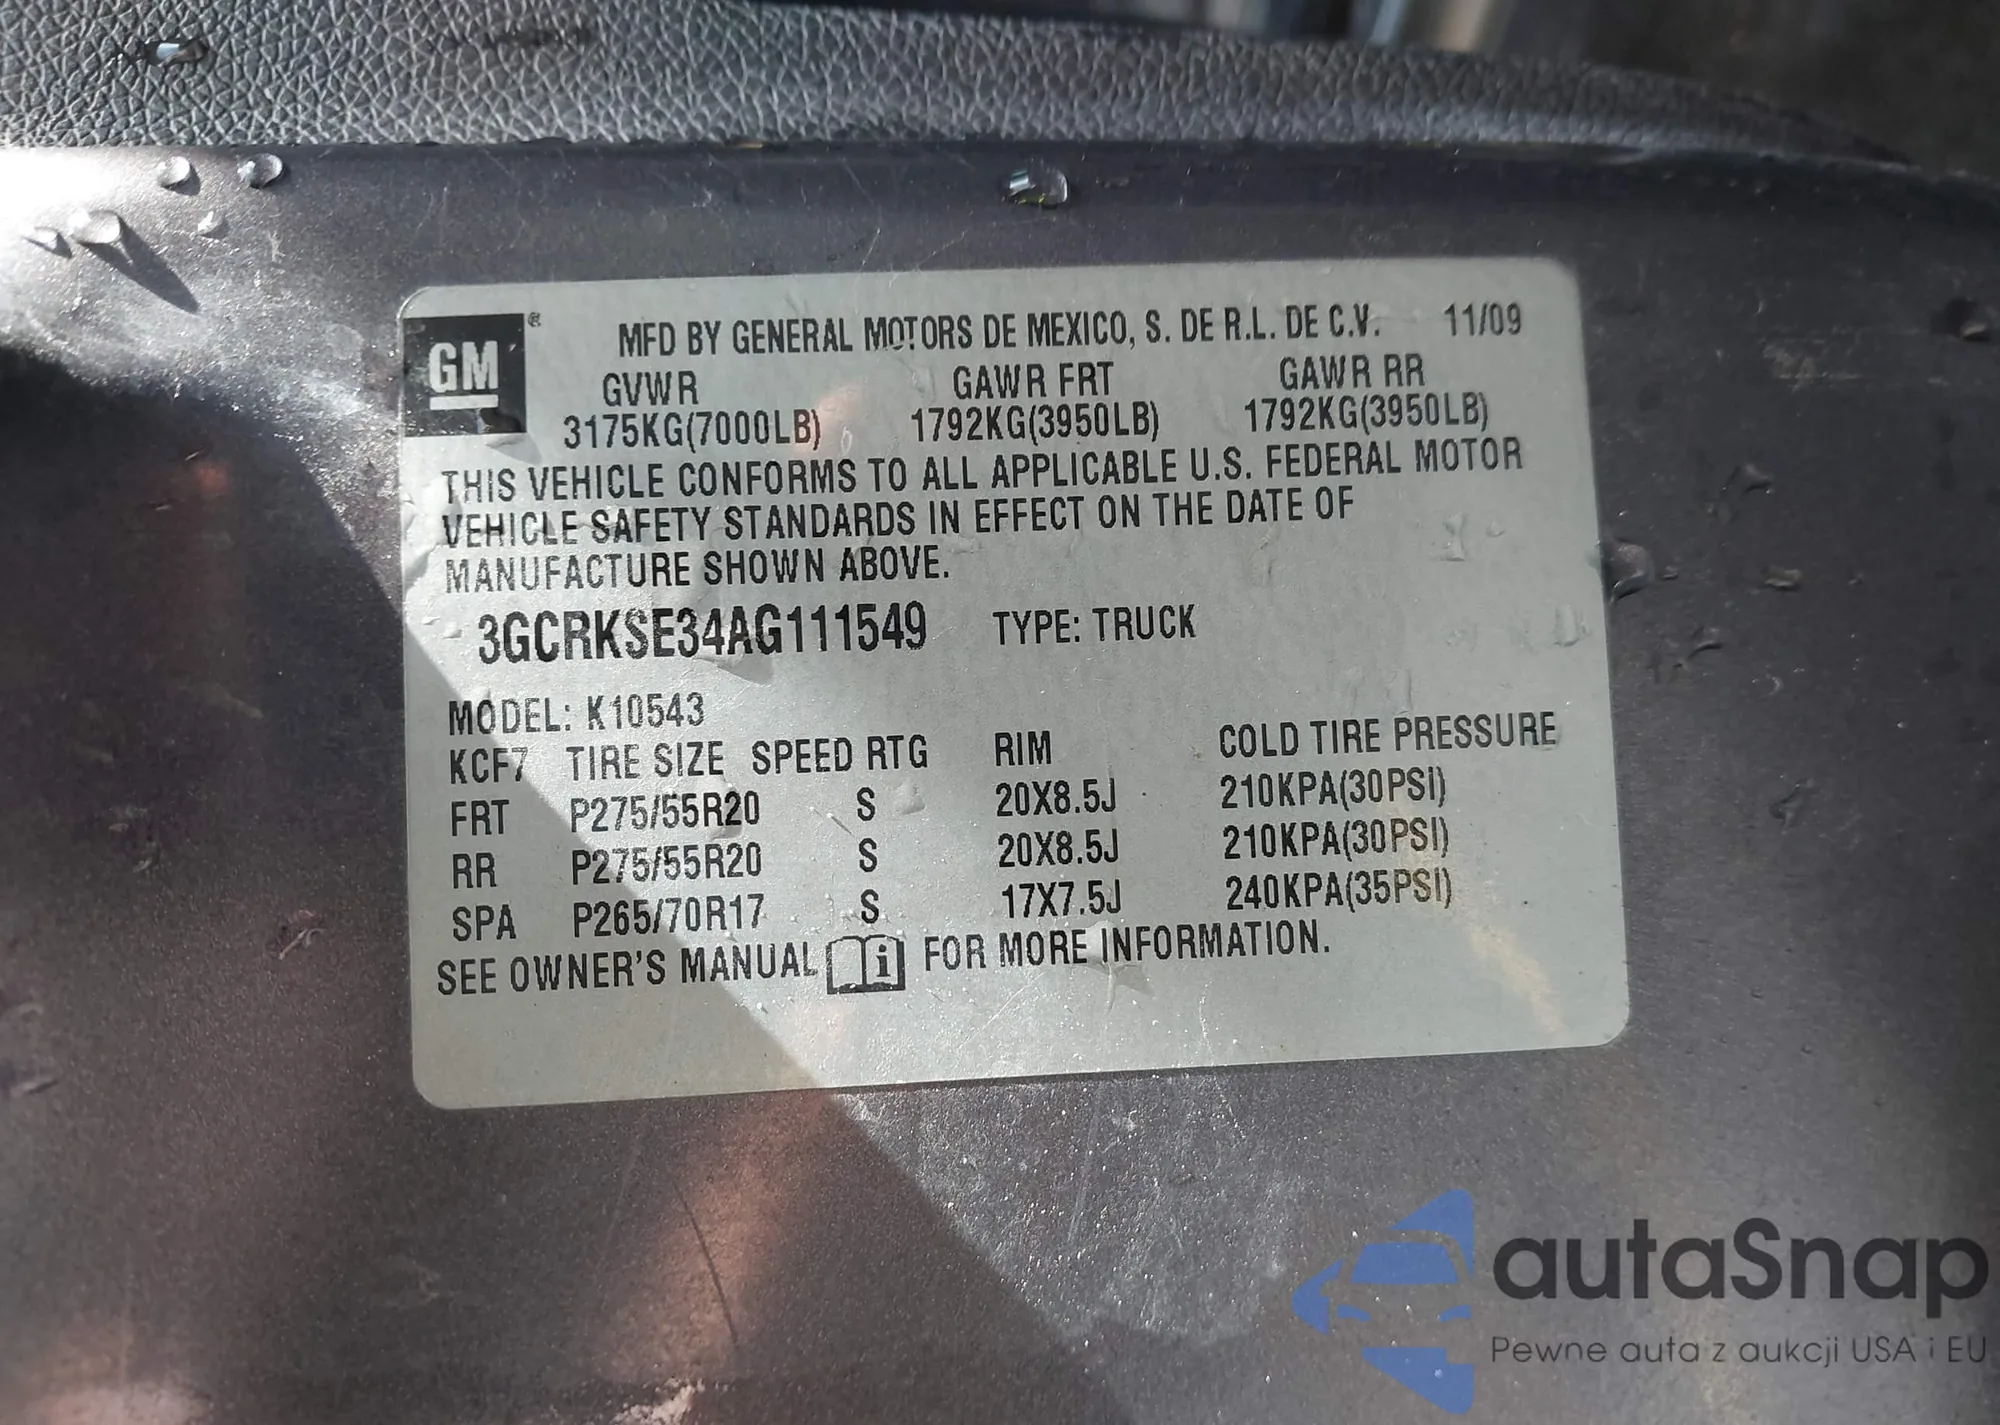 GM®
MFD BY GENERAL MOTORS DE MEXICO, S. DE R.L. DE C.V. 11/09
GVWR GAWR FRT GAWR RR
3175KG(7000LB) 1792KG(3950LB) 1792KG(3950LB)
THIS VEHICLE CONFORMS TO ALL APPLICABLE U.S. FEDERAL MOTOR
VEHICLE SAFETY STANDARDS IN EFFECT ON THE DATE OF
MANUFACTURE SHOWN ABOVE.
3GCRKSE34AG111549 TYPE: TRUCK
MODEL: K10543
KCF7 TIRE SIZE SPEED RTG RIM COLD TIRE PRESSURE
FRT P275/55R20 S 20X8.5J 210KPA(30PSI)
RR P275/55R20 S 20X8.5J 210KPA(30PSI)
SPA P265/70R17 S 17X7.5J 240KPA(35PSI)
SEE OWNER'S MANUAL i FOR MORE INFORMATION.
autaSnap
Pewne auta z aukcji USA i EU